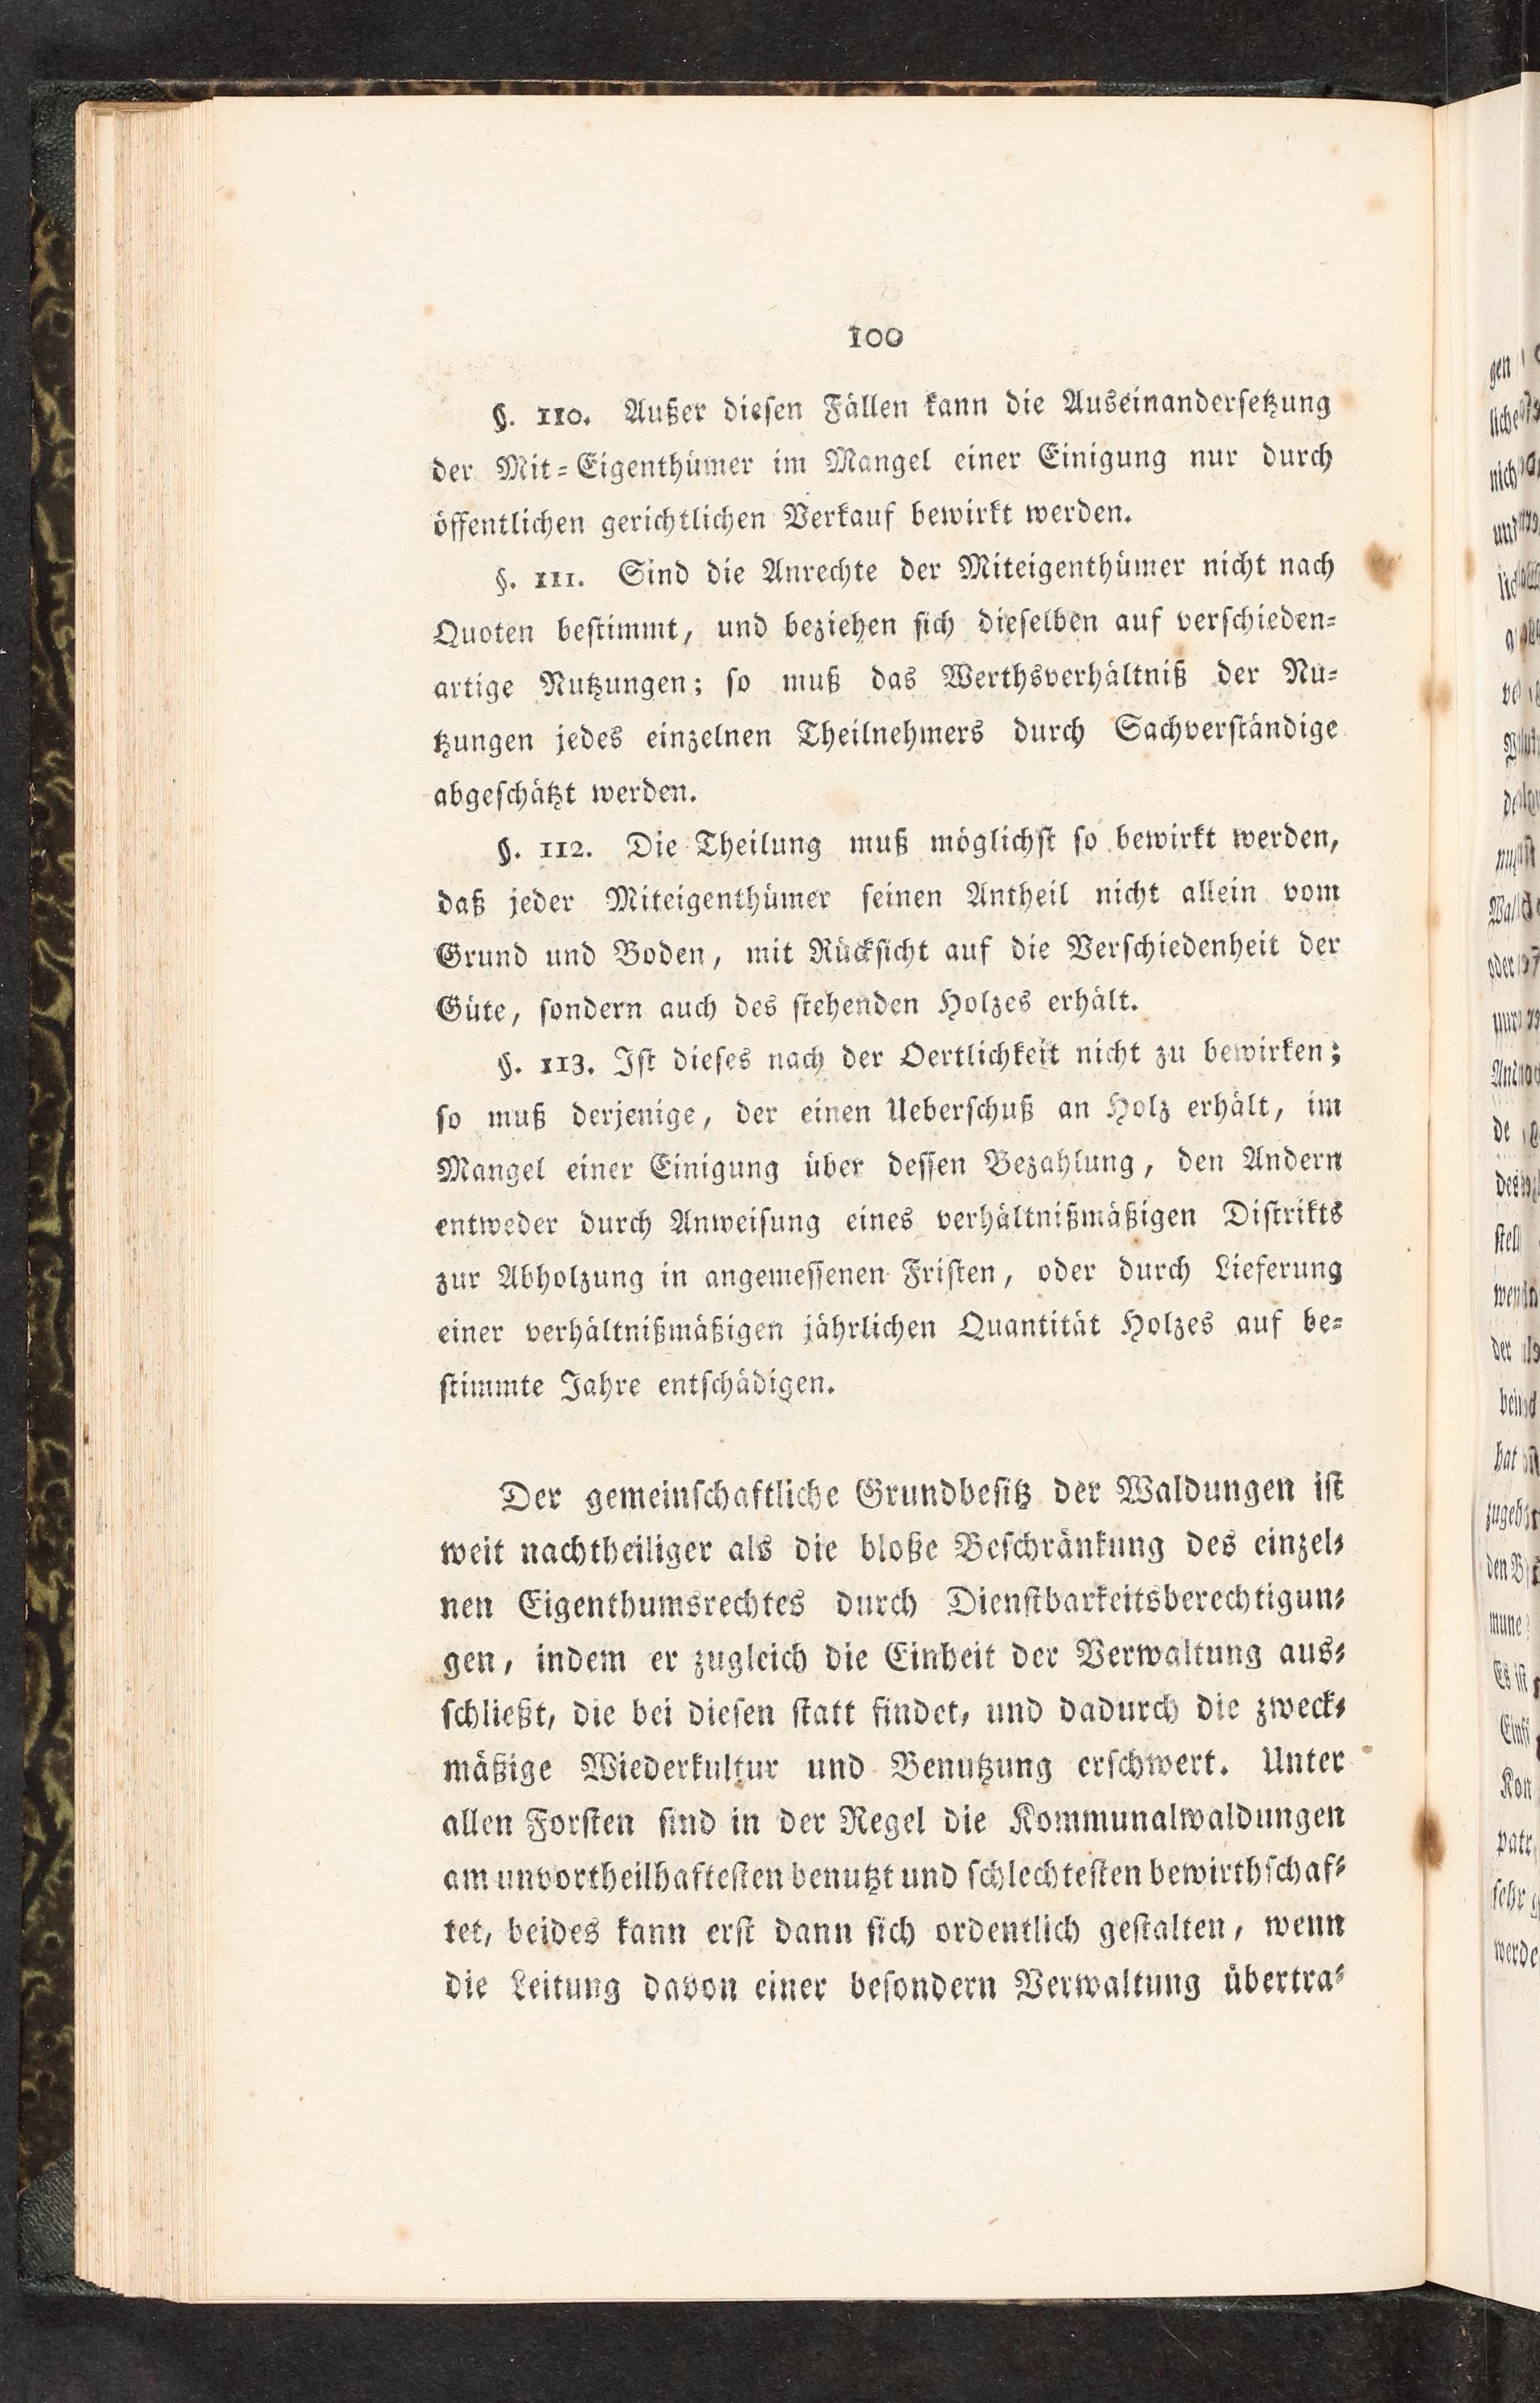 100
§. 110. Außer diesen Fällen kann die Auseinandersetzung
der Mit-Eigenthümer im Mangel einer Einigung nur durch
öffentlichen gerichtlichen Verkauf bewirkt werden.
§. 111. Sind die Anrechte der Miteigenthümer nicht nach
Quoten bestimmt, und beziehen sich dieselben auf verschieden-
artige Nutzungen; so muß das Werthsverhältniß der Nu-
tzungen jedes einzelnen Theilnehmers durch Sachverständige
abgeschätzt werden.
§. 112. Die Theilung muß möglichst so bewirkt werden,
daß jeder Miteigenthümer seinen Antheil nicht allein vom
Grund und Boden, mit Rücksicht auf die Verschiedenheit der
Güte, sondern auch des stehenden Holzes erhält.
§. 113. Ist dieses nach der Oertlichkeit nicht zu bewirken;
so muß derjenige, der einen Ueberschuß an Holz erhält, im
Mangel einer Einigung über dessen Bezahlung, den Andern
entweder durch Anweisung eines verhältnißmäßigen Distrikts
zur Abholzung in angemessenen Fristen, oder durch Lieferung
einer verhältnißmäßigen jährlichen Quantität Holzes auf be-
stimmte Jahre entschädigen.
Der gemeinschaftliche Grundbesitz der Waldungen ist
weit nachtheiliger als die bloße Beschränkung des einzel-
nen Eigenthumsrechtes durch Dienstbarkeitsberechtigun-
gen, indem er zugleich die Einheit der Verwaltung aus-
schließt, die bei diesen statt findet, und dadurch die zweck-
mäßige Wiederkultur und Benutzung erschwert. Unter
allen Forsten sind in der Regel die Kommunalwaldungen
am unvortheilhaftesten benutzt und schlechtesten bewirthschaf-
tet, beides kann erst dann sich ordentlich gestalten, wenn
die Leitung davon einer besondern Verwaltung übertra-